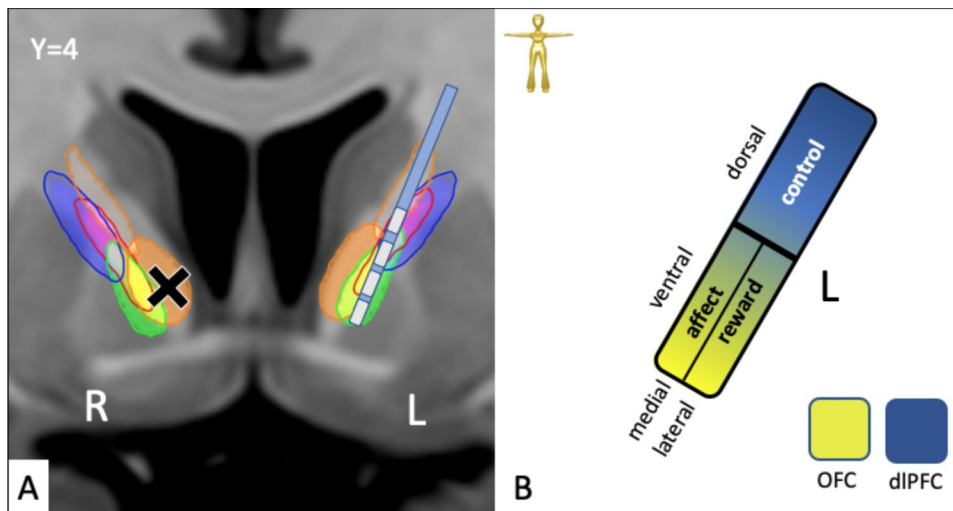 Y=4
R
L
A
dorsal
control
ventral
affect
reward
L
medial
lateral
OFC
dlPFC
B